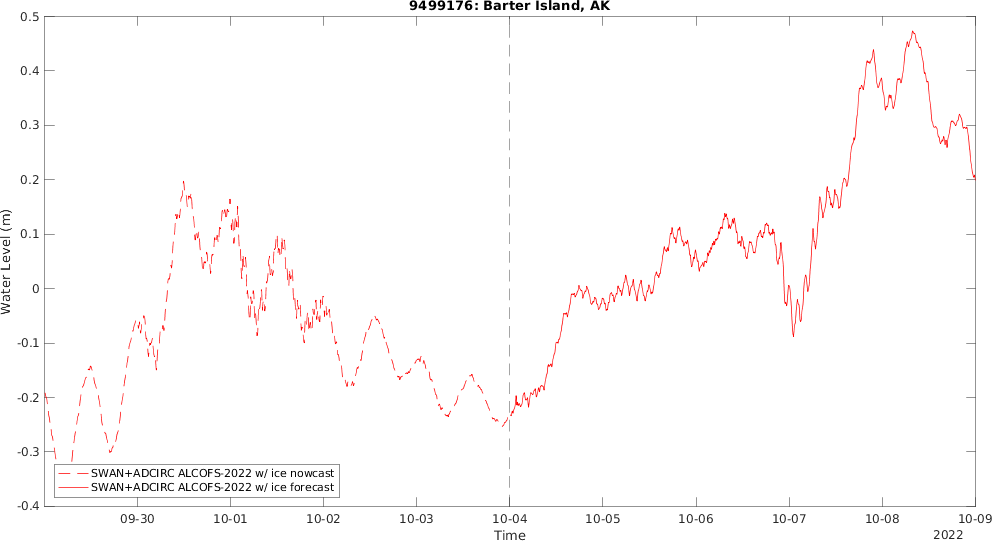 9499176: Barter Island, AK
0.5
0.4
0.3
0.2
0.1
0
-0.1
-0.2
-0.3
-0.4
Water Level (m)
SWAN+ADCIRC ALCOFS-2022 w/ ice nowcast
SWAN+ADCIRC ALCOFS-2022 w/ ice forecast
09-30 10-01 10-02 10-03 10-04 10-05 10-06 10-07 10-08 10-09
Time
2022